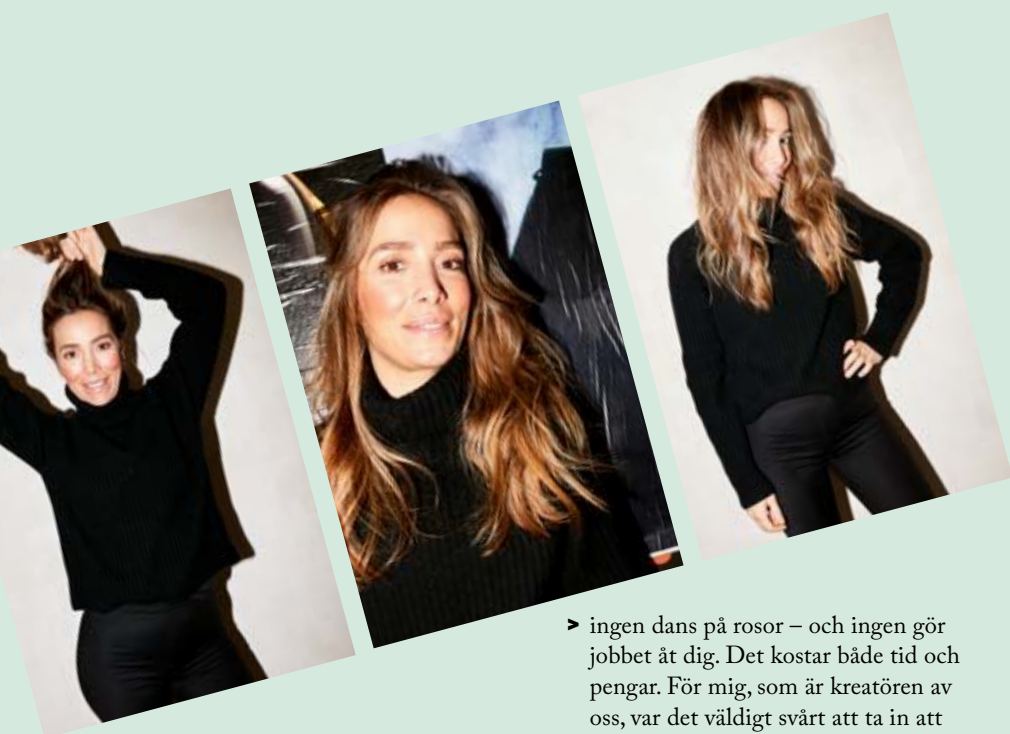 > ingen dans på rosor – och ingen gör
jobbet åt dig. Det kostar både tid och
pengar. För mig, som är kreatören av
oss, var det väldigt svårt att ta in att